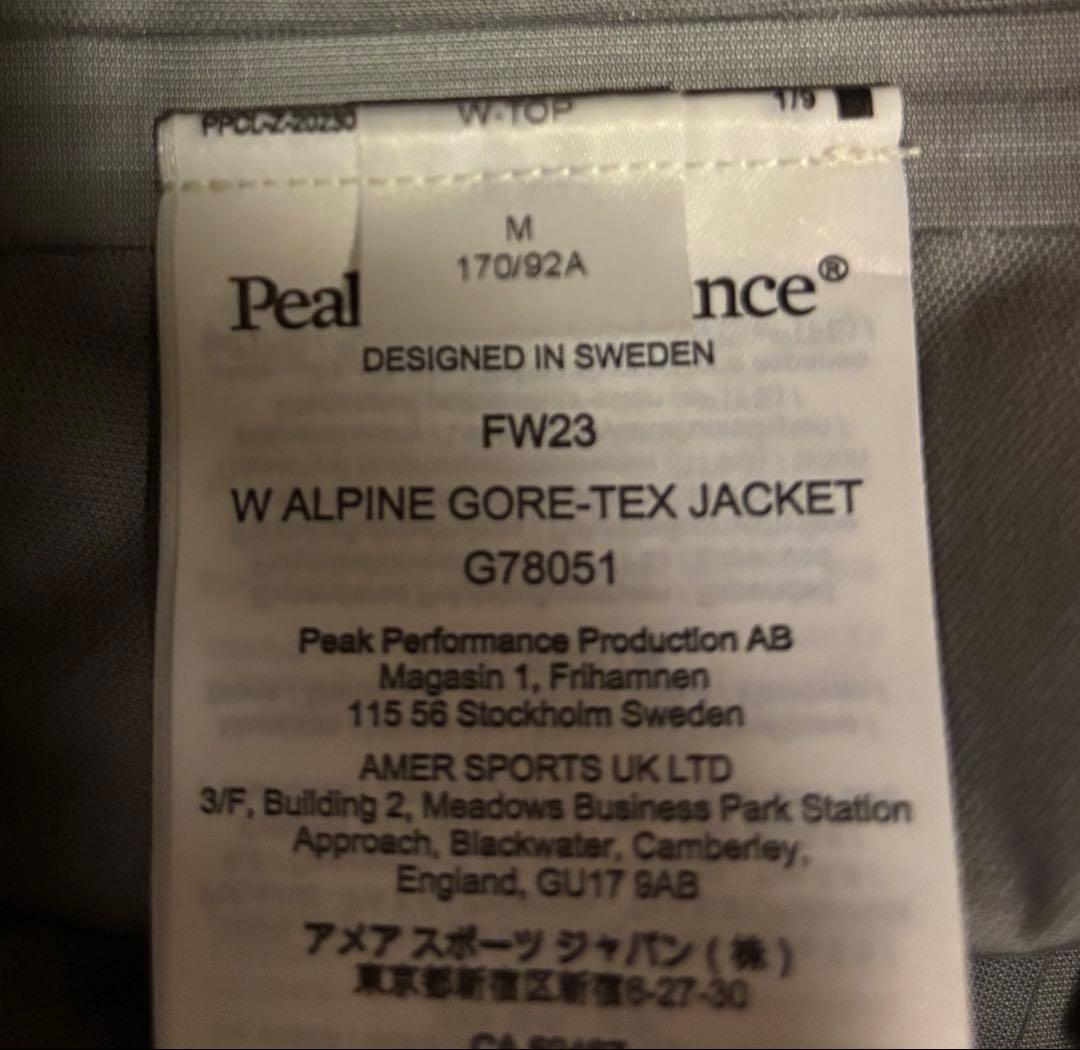 PPCL-Z-20230 W-TOP 1/9
M
170/92A
Peak nce®
DESIGNED IN SWEDEN
FW23
W ALPINE GORE-TEX JACKET
G78051
Peak Performance Production AB
Magasin 1, Frihamnen
115 56 Stockholm Sweden
AMER SPORTS UK LTD
3/F, Building 2, Meadows Business Park Station
Approach, Blackwater, Camberley,
England, GU17 9AB
アメア スポーツ ジャパン ( 株 )
東京都新宿区新宿6-27-30
CA